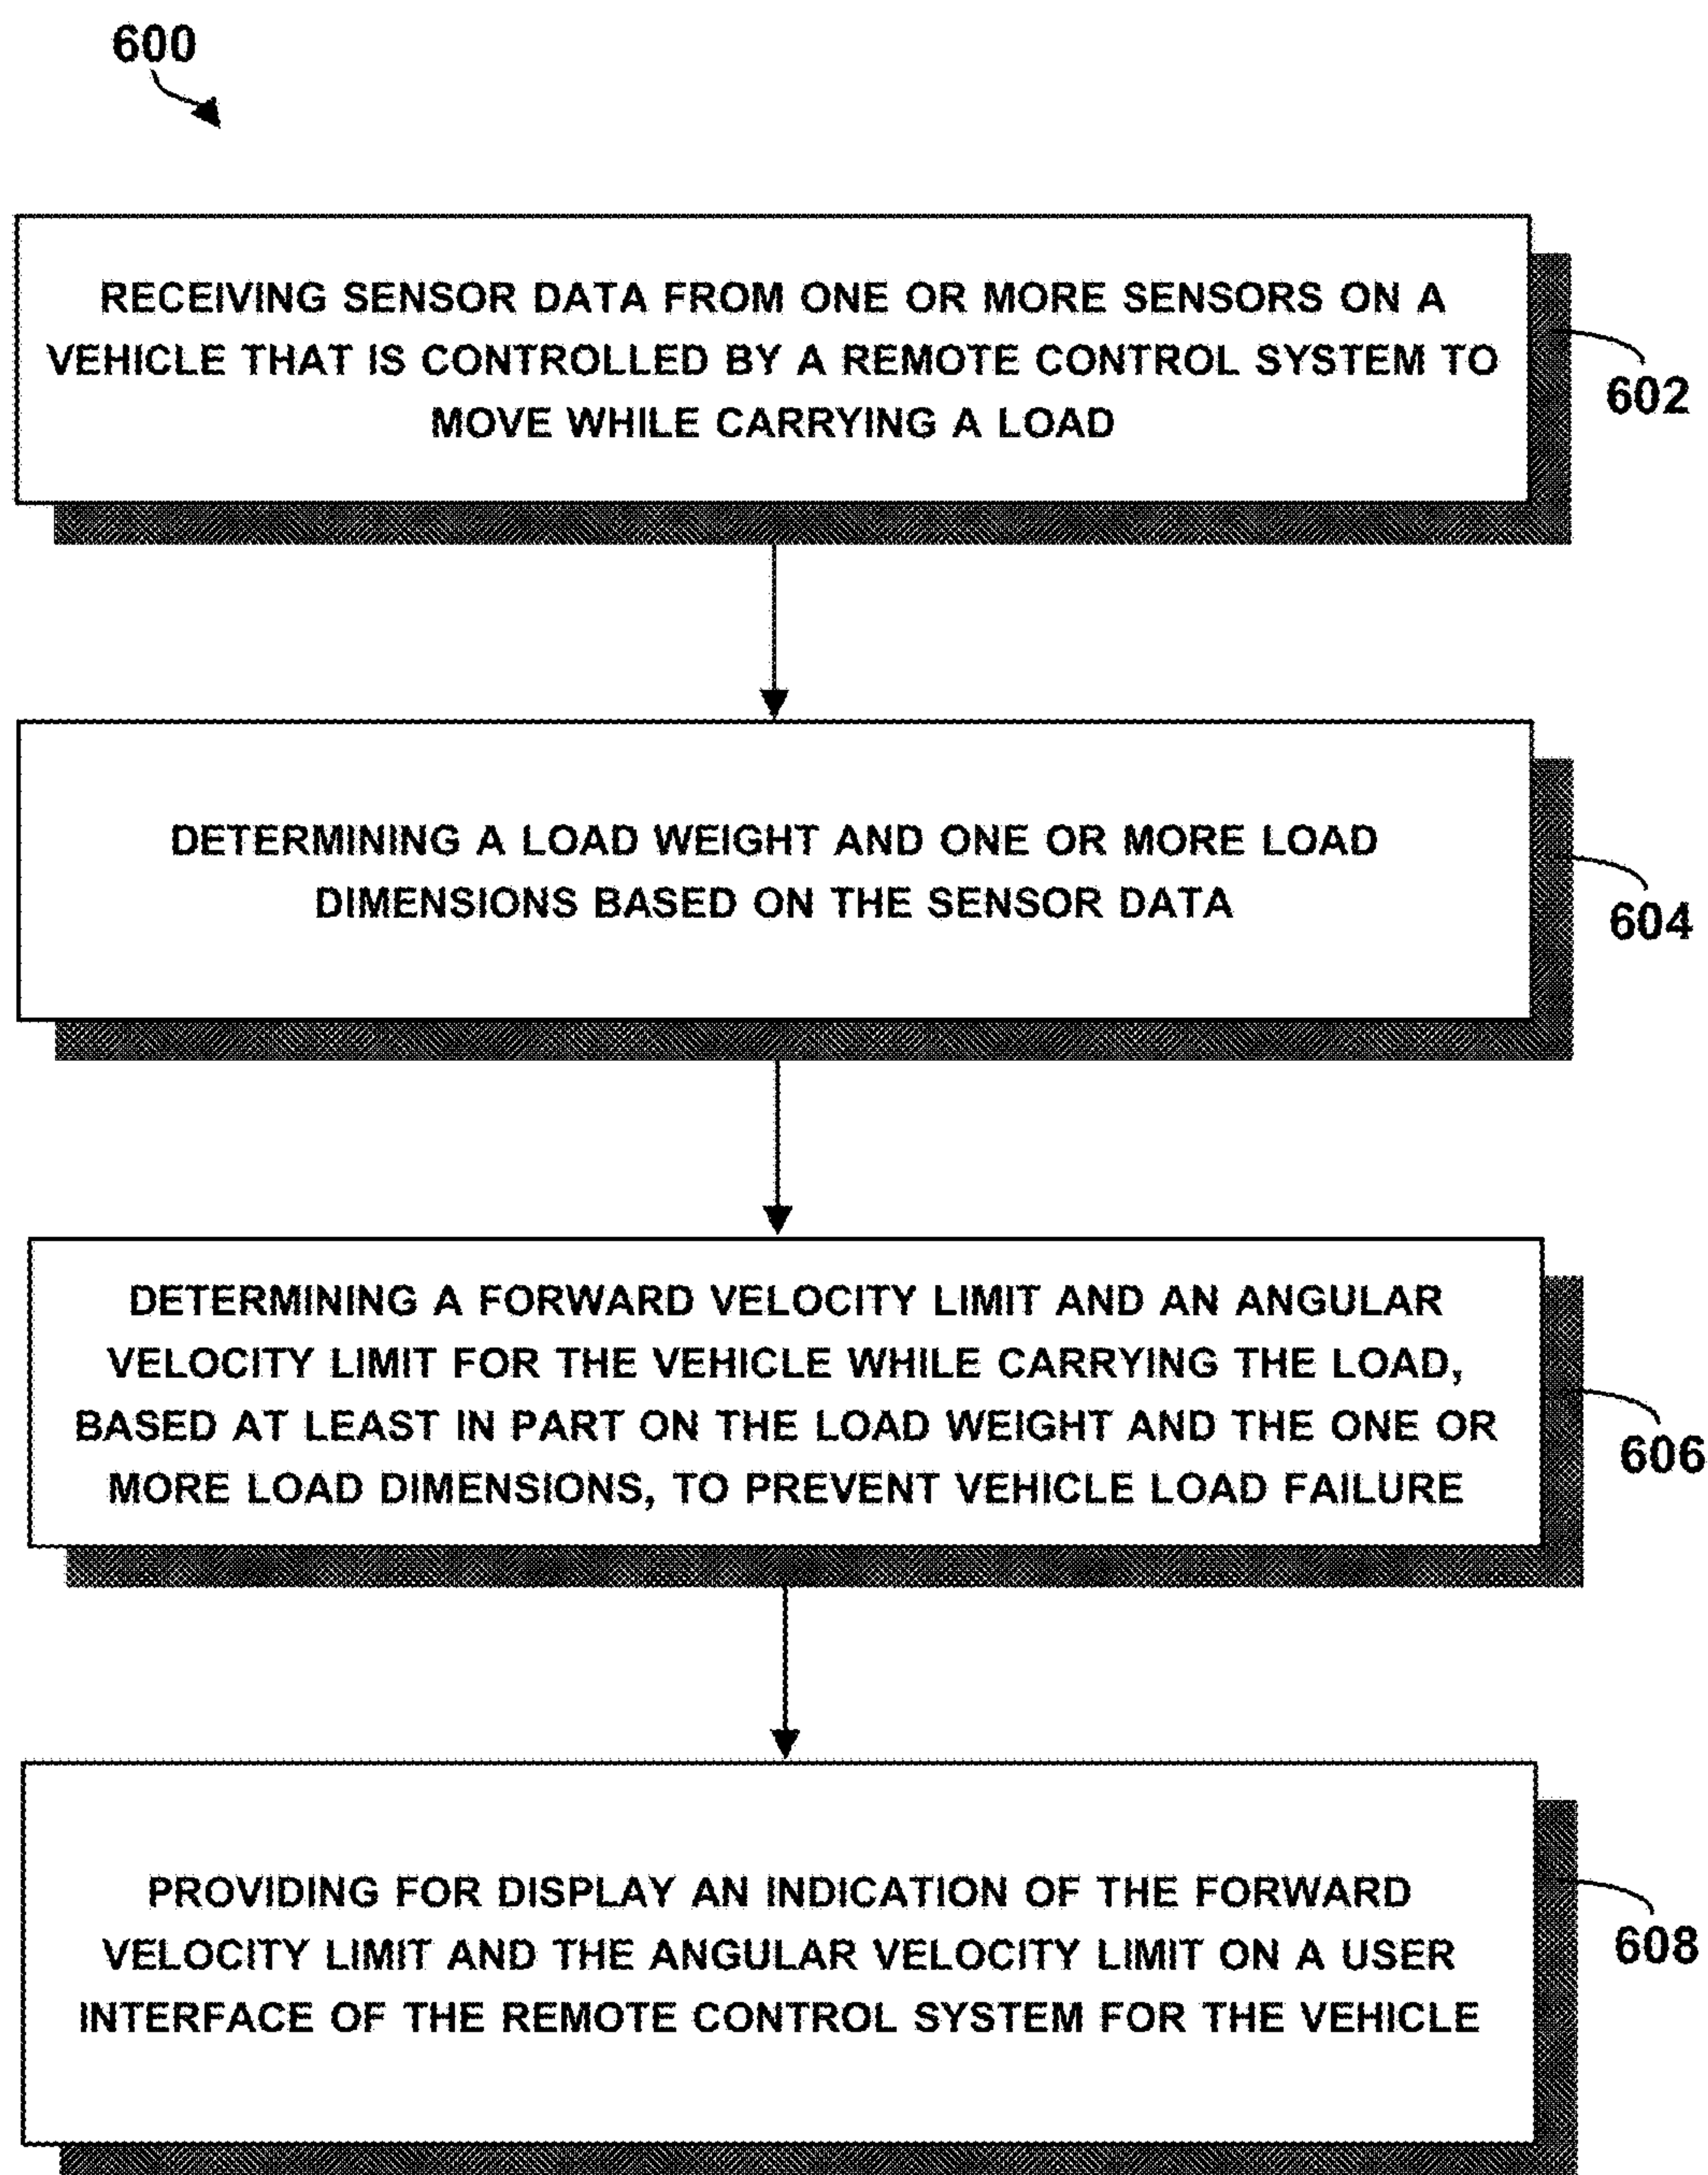 600
RECEIVING SENSOR DATA FROM ONE OR MORE SENSORS ON A
VEHICLE THAT IS CONTROLLED BY A REMOTE CONTROL SYSTEM TO
MOVE WHILE CARRYING A LOAD
602
DETERMINING A LOAD WEIGHT AND ONE OR MORE LOAD
DIMENSIONS BASED ON THE SENSOR DATA
604
DETERMINING A FORWARD VELOCITY LIMIT AND AN ANGULAR
VELOCITY LIMIT FOR THE VEHICLE WHILE CARRYING THE LOAD,
BASED AT LEAST IN PART ON THE LOAD WEIGHT AND THE ONE OR
MORE LOAD DIMENSIONS, TO PREVENT VEHICLE LOAD FAILURE
606
PROVIDING FOR DISPLAY AN INDICATION OF THE FORWARD
VELOCITY LIMIT AND THE ANGULAR VELOCITY LIMIT ON A USER
INTERFACE OF THE REMOTE CONTROL SYSTEM FOR THE VEHICLE
608